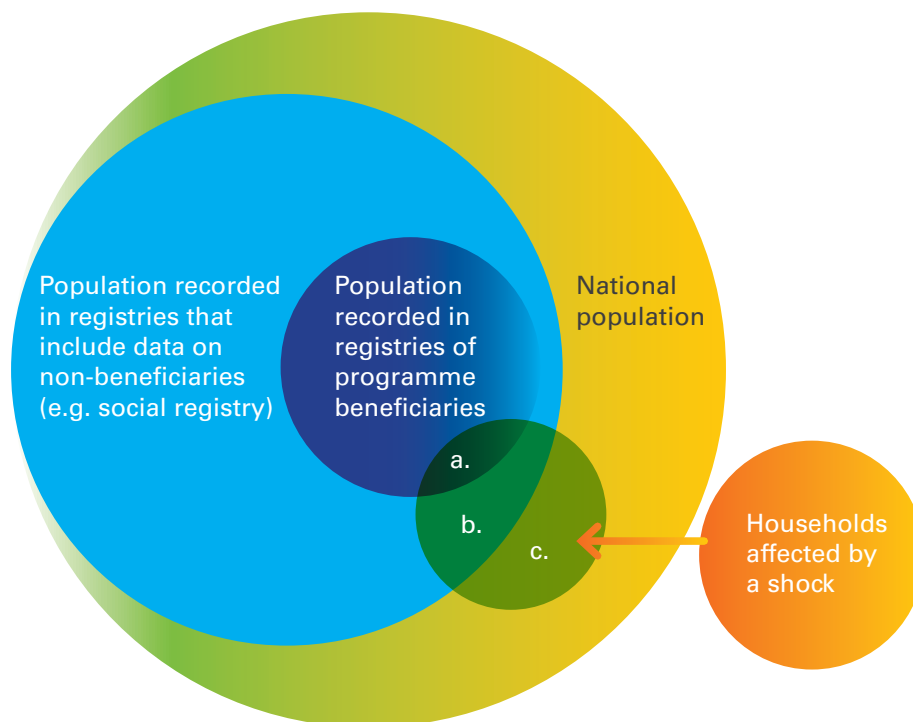 Population recorded
in registries that
include data on
non-beneficiaries
(e.g. social registry)
Population
recorded in
registries of
programme
beneficiaries
National
population
a.
b.
c.
Households
affected by
a shock